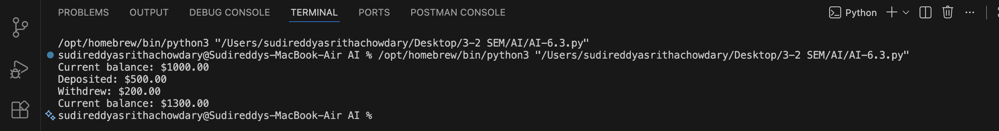 PROBLEMS OUTPUT DEBUG CONSOLE TERMINAL PORTS POSTMAN CONSOLE Python
/opt/homebrew/bin/python3 "/Users/sudireddyasrithachowdary/Desktop/3-2 SEM/AI/AI-6.3.py"
sudireddyasrithachowdary@Sudireddys-MacBook-Air AI % /opt/homebrew/bin/python3 "/Users/sudireddyasrithachowdary/Desktop/3-2 SEM/AI/AI-6.3.py"
Current balance: $1000.00
Deposited: $500.00
Withdrew: $200.00
Current balance: $1300.00
sudireddyasrithachowdary@Sudireddys-MacBook-Air AI %